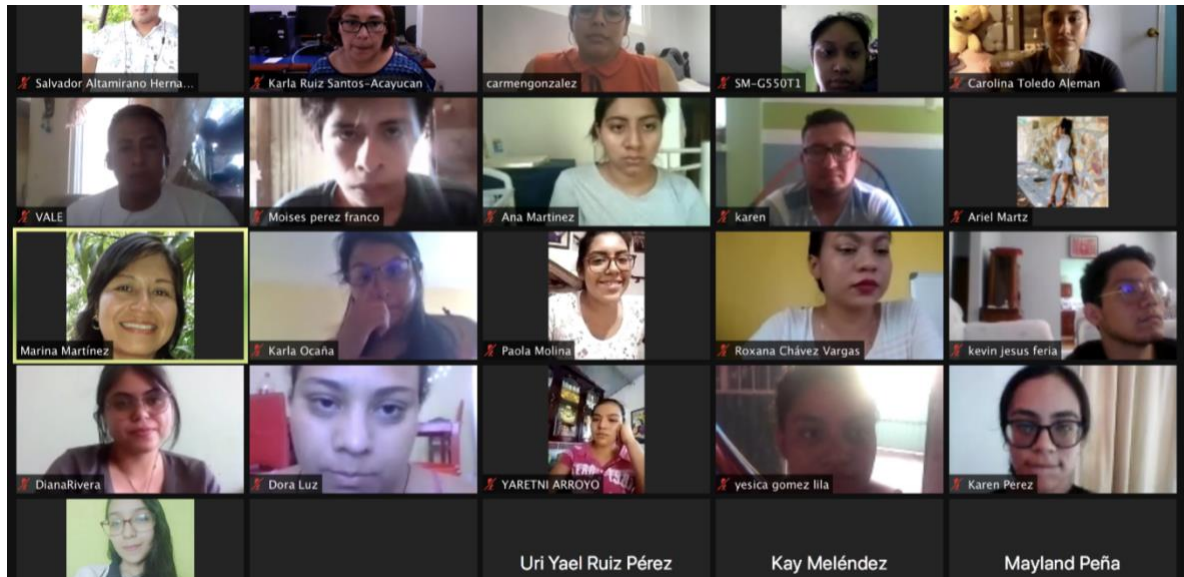 Salvador Altamirano Herna...
Karla Ruiz Santos-Acayucan
carmengonzalez
SM-G550T1
Carolina Toledo Aleman
VALE
Moises perez franco
Ana Martinez
karen
Ariel Martz
Marina Martínez
Karla Ocaña
Paola Molina
Roxana Chávez Vargas
kevin jesus feria
DianaRivera
Dora Luz
YARETNI ARROYO
yesica gomez lila
Karen Perez
Uri Yael Ruiz Pérez
Kay Meléndez
Mayland Peña